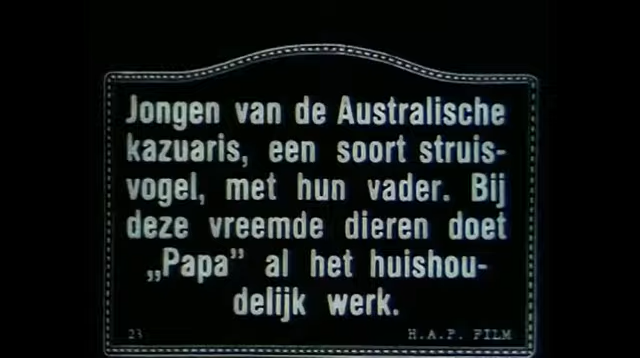 Jongen van de Australische
kazuaris, een soort struis-
vogel, met hun vader. Bij
deze vreemde dieren doet
„Papa” al het huishou-
delijk werk.
23 H.A.P. FILM